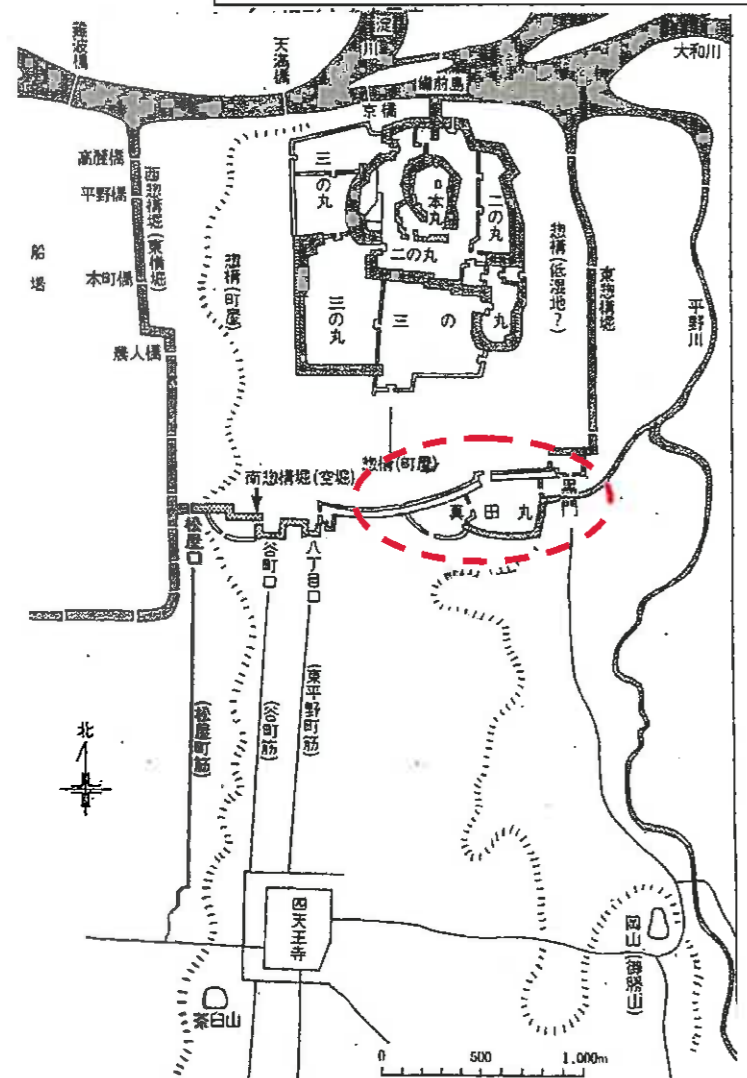 難波橋
天満橋
淀川
大和川
備前島
京橋
高麗橋
平野橋
西惣構堀(東横堀)
船場
本町橋
農人橋
惣構(町屋)
三の丸
本丸
二の丸
二の丸
三の丸
三の丸
惣構(低湿地?)
東惣構堀
平野川
惣構(町屋)
南惣構堀(空堀)
真田丸
黒門
松屋口
谷町口
八丁目口
(松屋町筋)
(谷町筋)
(東平野町筋)
北
四天王寺
茶臼山
岡山(御勝山)
0 500 1,000m